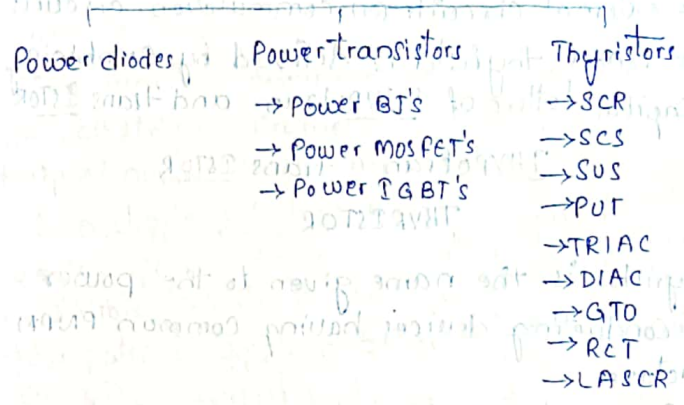 Power diodes
Power transistors
→ Power BJ's
→ Power MOSFET's
→ Power IGBT's
Thyristors
→ SCR
→ SCS
→ SUS
→ PUT
→ TRIAC
→ DIAC
→ GTO
→ RCT
→ LASCR